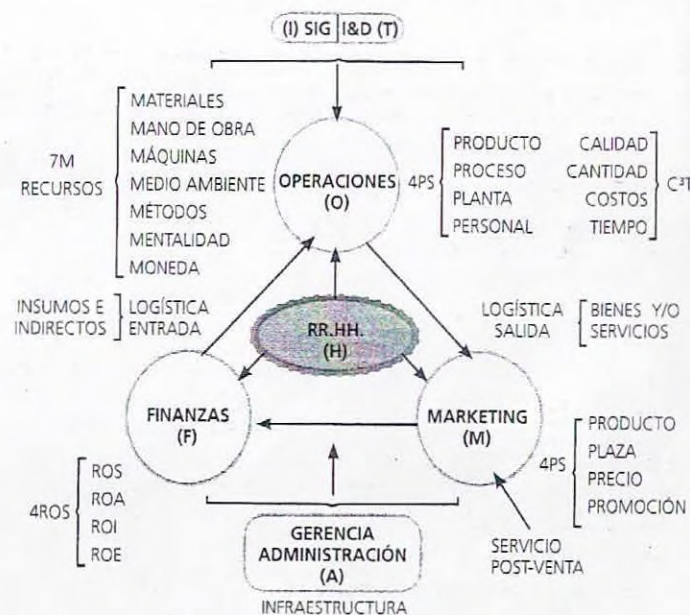 (I) SIG I&D (T)
7M
RECURSOS
MATERIALES
MANO DE OBRA
MÁQUINAS
MEDIO AMBIENTE
MÉTODOS
MENTALIDAD
MONEDA
OPERACIONES
(O)
4PS
PRODUCTO
PROCESO
PLANTA
PERSONAL
CALIDAD
CANTIDAD
COSTOS
TIEMPO
C³T
INSUMOS E
INDIRECTOS
LOGÍSTICA
ENTRADA
RR.HH.
(H)
LOGÍSTICA
SALIDA
BIENES Y/O
SERVICIOS
FINANZAS
(F)
MARKETING
(M)
4ROS
ROS
ROA
ROI
ROE
4PS
PRODUCTO
PLAZA
PRECIO
PROMOCIÓN
GERENCIA
ADMINISTRACIÓN
(A)
INFRAESTRUCTURA
SERVICIO
POST-VENTA